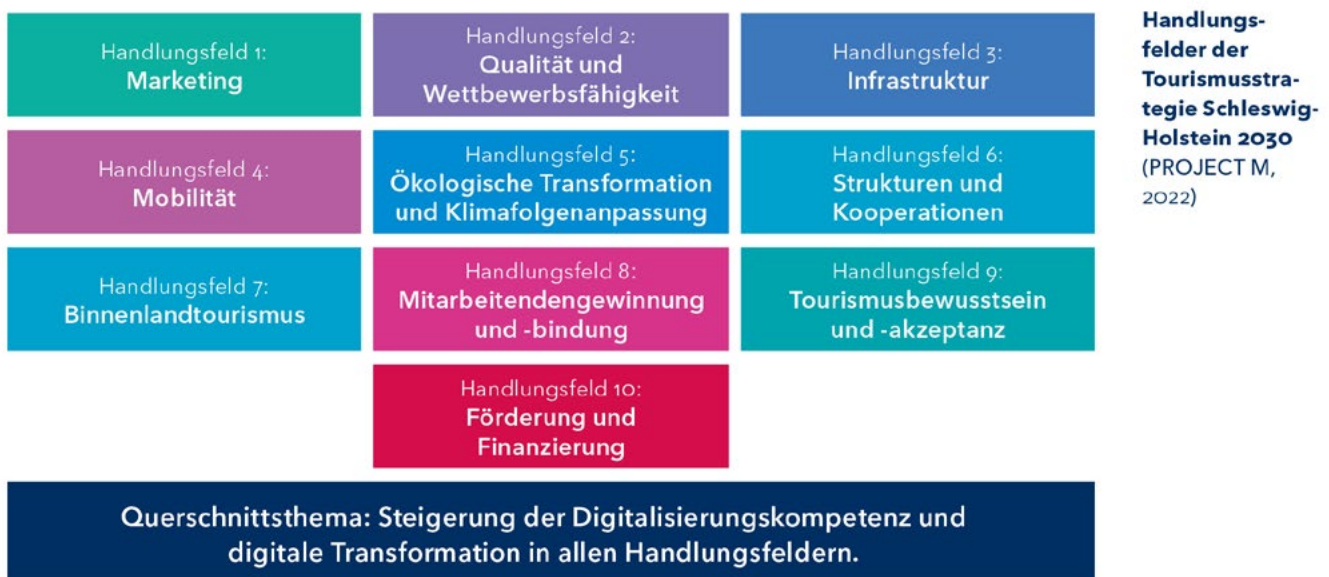 Handlungsfeld 1:
Marketing
Handlungsfeld 2:
Qualität und
Wettbewerbsfähigkeit
Handlungsfeld 3:
Infrastruktur
Handlungsfeld 4:
Mobilität
Handlungsfeld 5:
Ökologische Transformation
und Klimafolgenanpassung
Handlungsfeld 6:
Strukturen und
Kooperationen
Handlungsfeld 7:
Binnenlandtourismus
Handlungsfeld 8:
Mitarbeitendengewinnung
und -bindung
Handlungsfeld 9:
Tourismusbewusstsein
und -akzeptanz
Handlungsfeld 10:
Förderung und
Finanzierung
Querschnittsthema: Steigerung der Digitalisierungskompetenz und
digitale Transformation in allen Handlungsfeldern.
Handlungs-
felder der
Tourismusstra-
tegie Schleswig-
Holstein 2030
(PROJECT M,
2022)